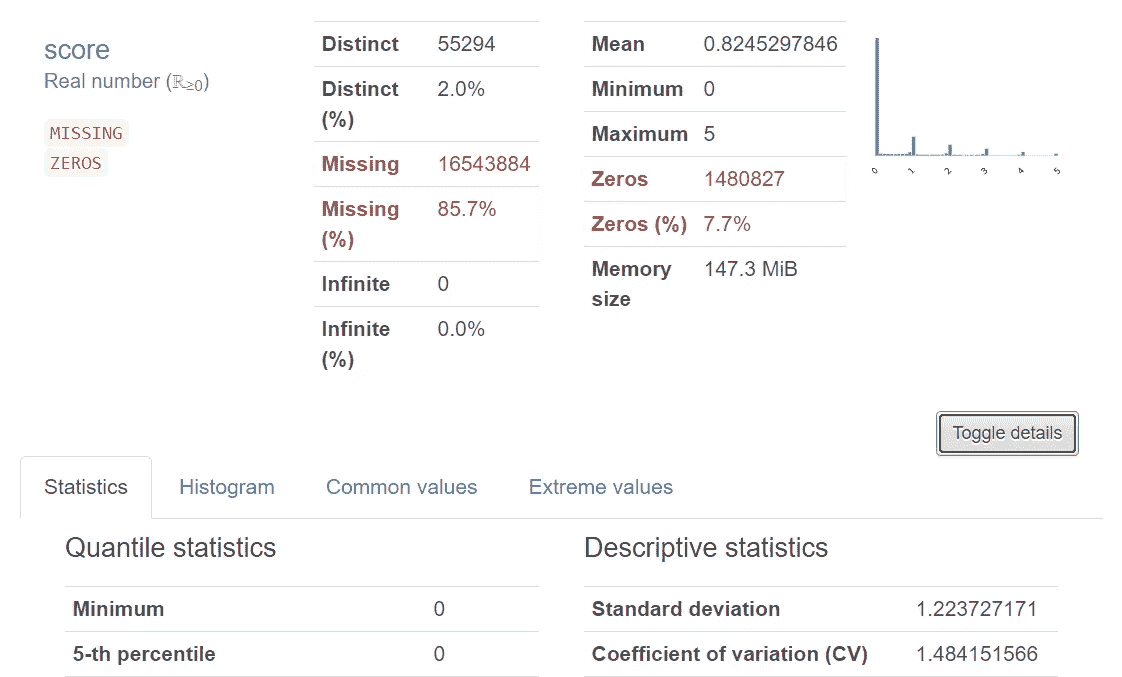 score
Real number (ℝ≥0)
MISSING
ZEROS
Distinct 55294
Distinct 2.0%
(%)
Missing 16543884
Missing 85.7%
(%)
Infinite 0
Infinite 0.0%
(%)
Mean 0.8245297846
Minimum 0
Maximum 5
Zeros 1480827
Zeros (%) 7.7%
Memory 147.3 MiB
size
0 1 2 3 4 5
Toggle details
Statistics Histogram Common values Extreme values
Quantile statistics
Minimum 0
5-th percentile 0
Descriptive statistics
Standard deviation 1.223727171
Coefficient of variation (CV) 1.484151566